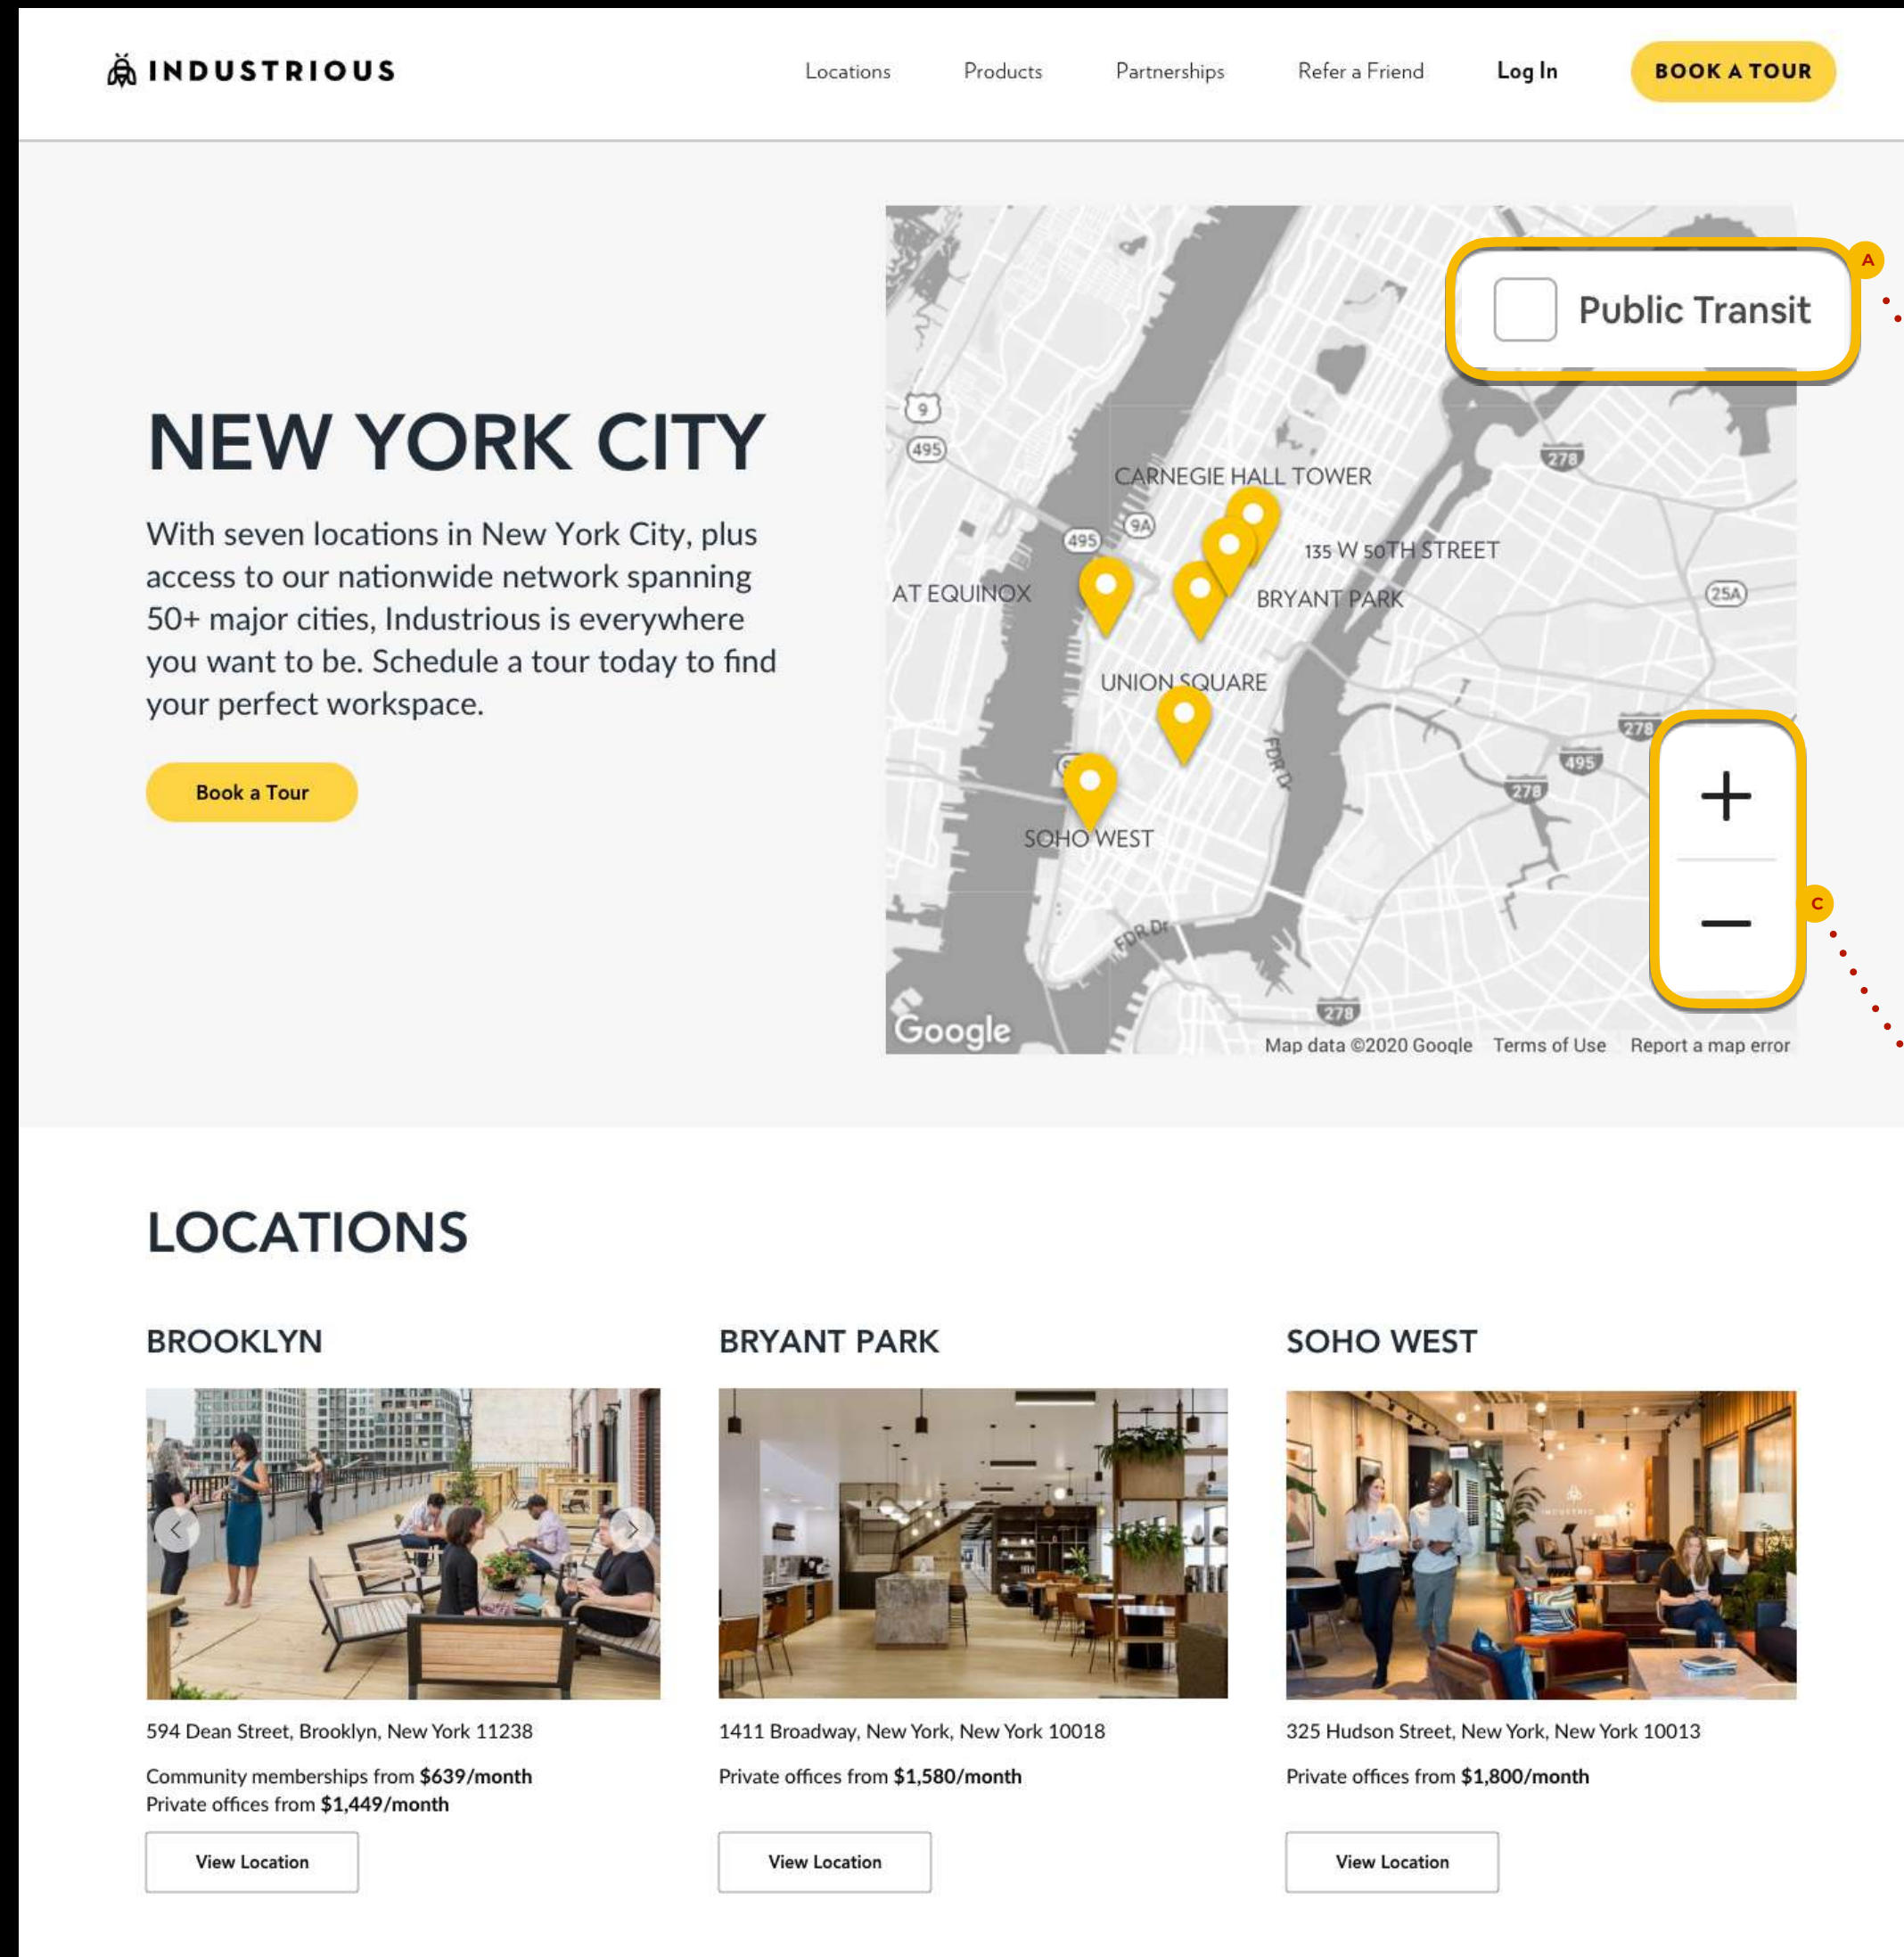 INDUSTRIOUS
Locations Products Partnerships Refer a Friend Log In BOOK A TOUR
A
Public Transit
NEW YORK CITY
With seven locations in New York City, plus
access to our nationwide network spanning
50+ major cities, Industrious is everywhere
you want to be. Schedule a tour today to find
your perfect workspace.
Book a Tour
9
495
278
CARNEGIE HALL TOWER
9A
495
135 W 50TH STREET
AT EQUINOX
BRYANT PARK
25A
UNION SQUARE
278
FDR Dr
495
278
SOHO WEST
C
FDR Dr
278
Google
Map data ©2020 Google Terms of Use Report a map error
LOCATIONS
BROOKLYN
594 Dean Street, Brooklyn, New York 11238
Community memberships from $639/month
Private offices from $1,449/month
View Location
BRYANT PARK
1411 Broadway, New York, New York 10018
Private offices from $1,580/month
View Location
SOHO WEST
325 Hudson Street, New York, New York 10013
Private offices from $1,800/month
View Location